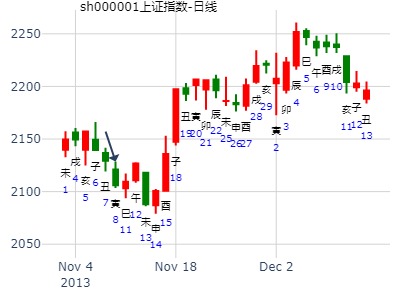 sh000001上证指数-日线
2250
2200
2150
2100
2050
未
1
戌
4
亥
5
子
6
丑
7
寅
8
巳
11
午
12
未
13
申
14
酉
15
子
18
丑
19
寅
20
卯
21
辰
22
未
25
申
26
酉
27
戌
28
亥
29
寅
2
卯
3
辰
4
巳
5
午
6
酉
9
戌
10
亥
11
子
12
丑
13
Nov 4
2013
Nov 18
Dec 2